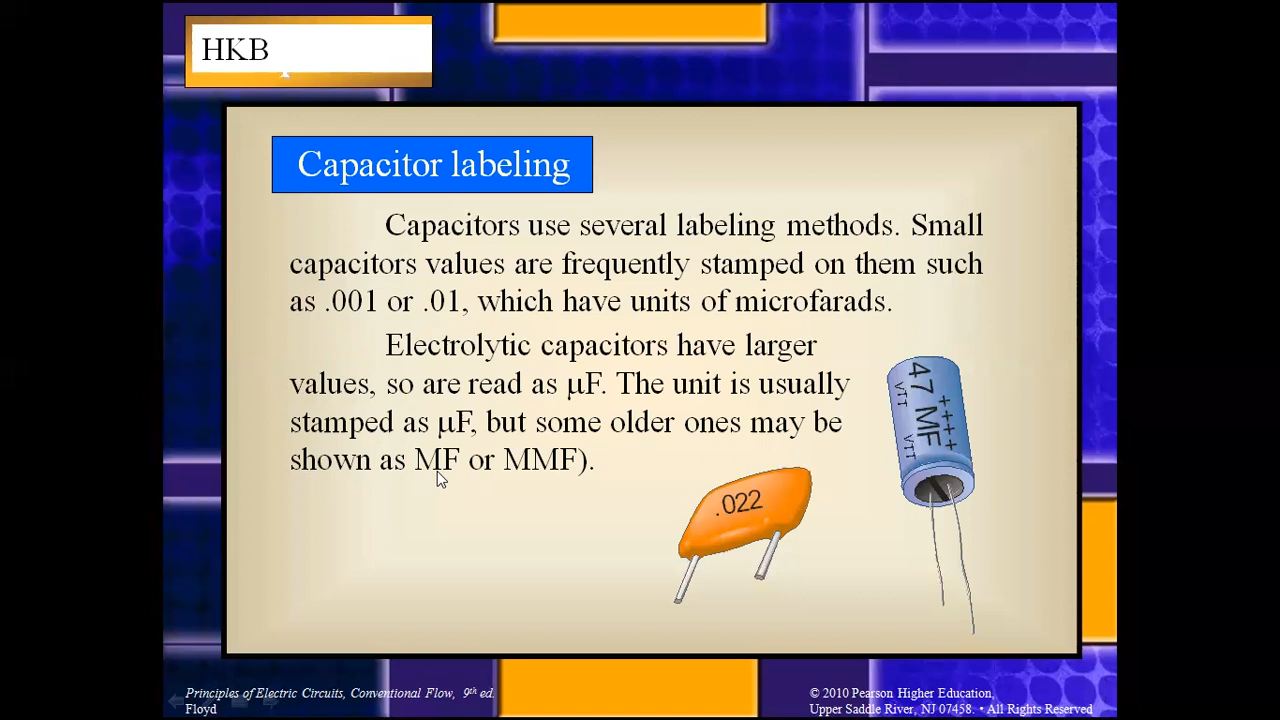 HKB
Capacitor labeling
Capacitors use several labeling methods. Small
capacitors values are frequently stamped on them such
as .001 or .01, which have units of microfarads.
Electrolytic capacitors have larger
values, so are read as μF. The unit is usually
stamped as μF, but some older ones may be
shown as MF or MMF).
.022
47 MF
VTT
VTT
++++
Principles of Electric Circuits, Conventional Flow, 9th ed.
Floyd
© 2010 Pearson Higher Education,
Upper Saddle River, NJ 07458. • All Rights Reserved